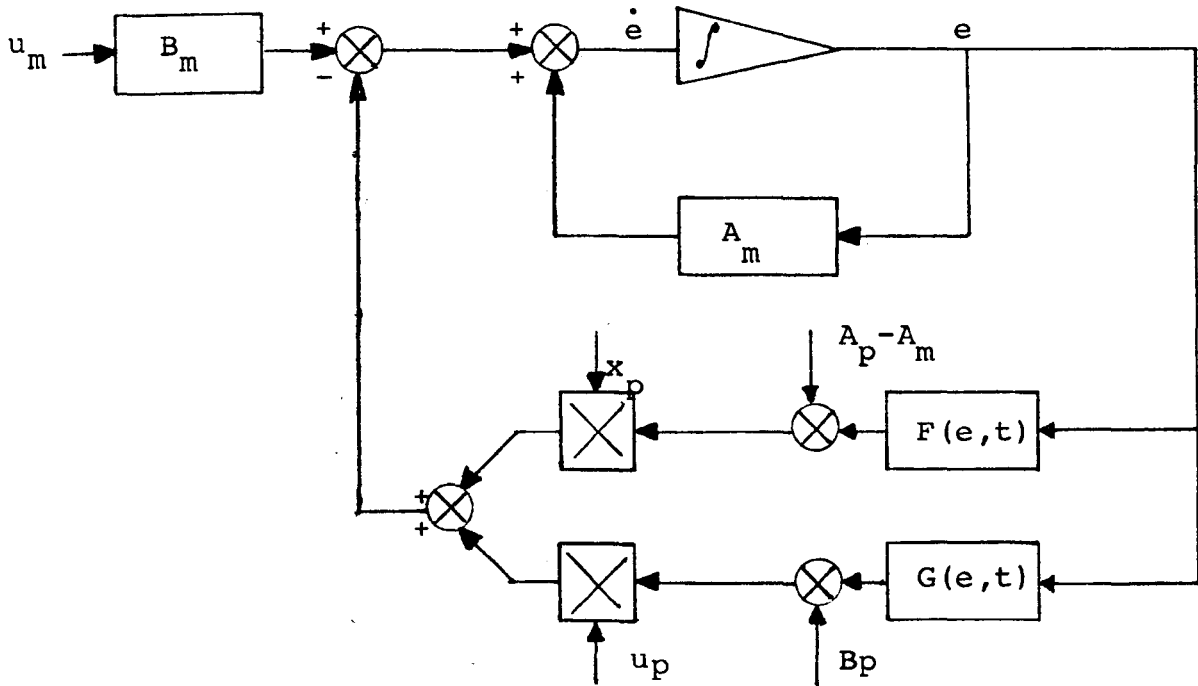 u_m
B_m
+
−
+
+
ė
∫
e
A_m
x_p
A_p-A_m
F(e,t)
+
+
G(e,t)
u_p
Bp